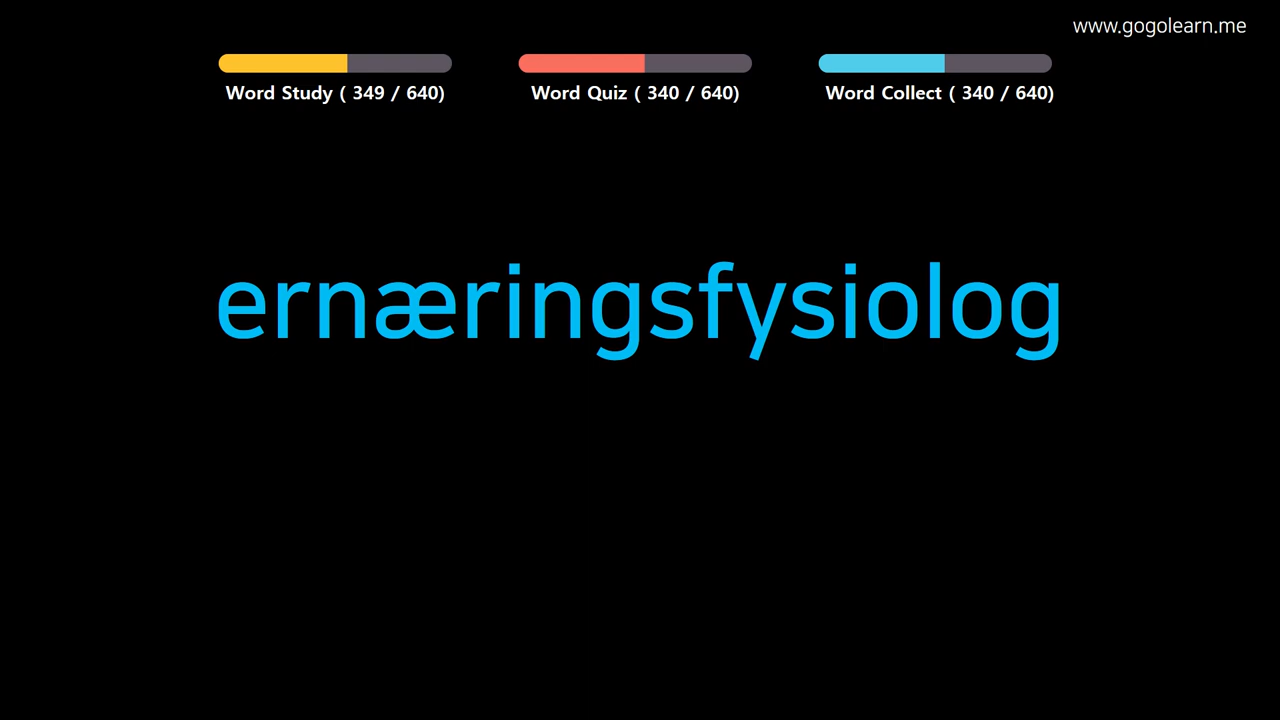 www.gogolearn.me
Word Study ( 349 / 640)
Word Quiz ( 340 / 640)
Word Collect ( 340 / 640)
ernæringsfysiolog